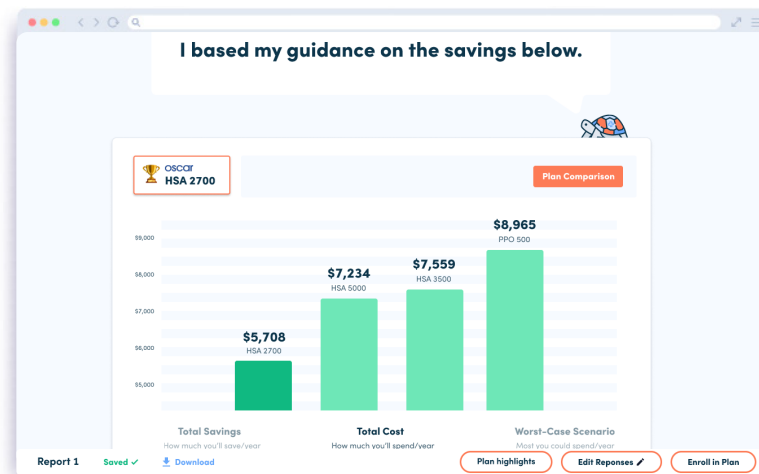 I based my guidance on the savings below.
oscar
HSA 2700
Plan Comparison
$8,965
PPO 500
$9,000
$7,559
HSA 3500
$7,234
HSA 5000
$8,000
$7,000
$5,708
HSA 2700
$6,000
$5,000
Total Savings
How much you'll save/year
Total Cost
How much you'll spend/year
Worst-Case Scenario
Most you could spend/year
Report 1
Saved ✓
Download
Plan highlights
Edit Reponses
Enroll in Plan